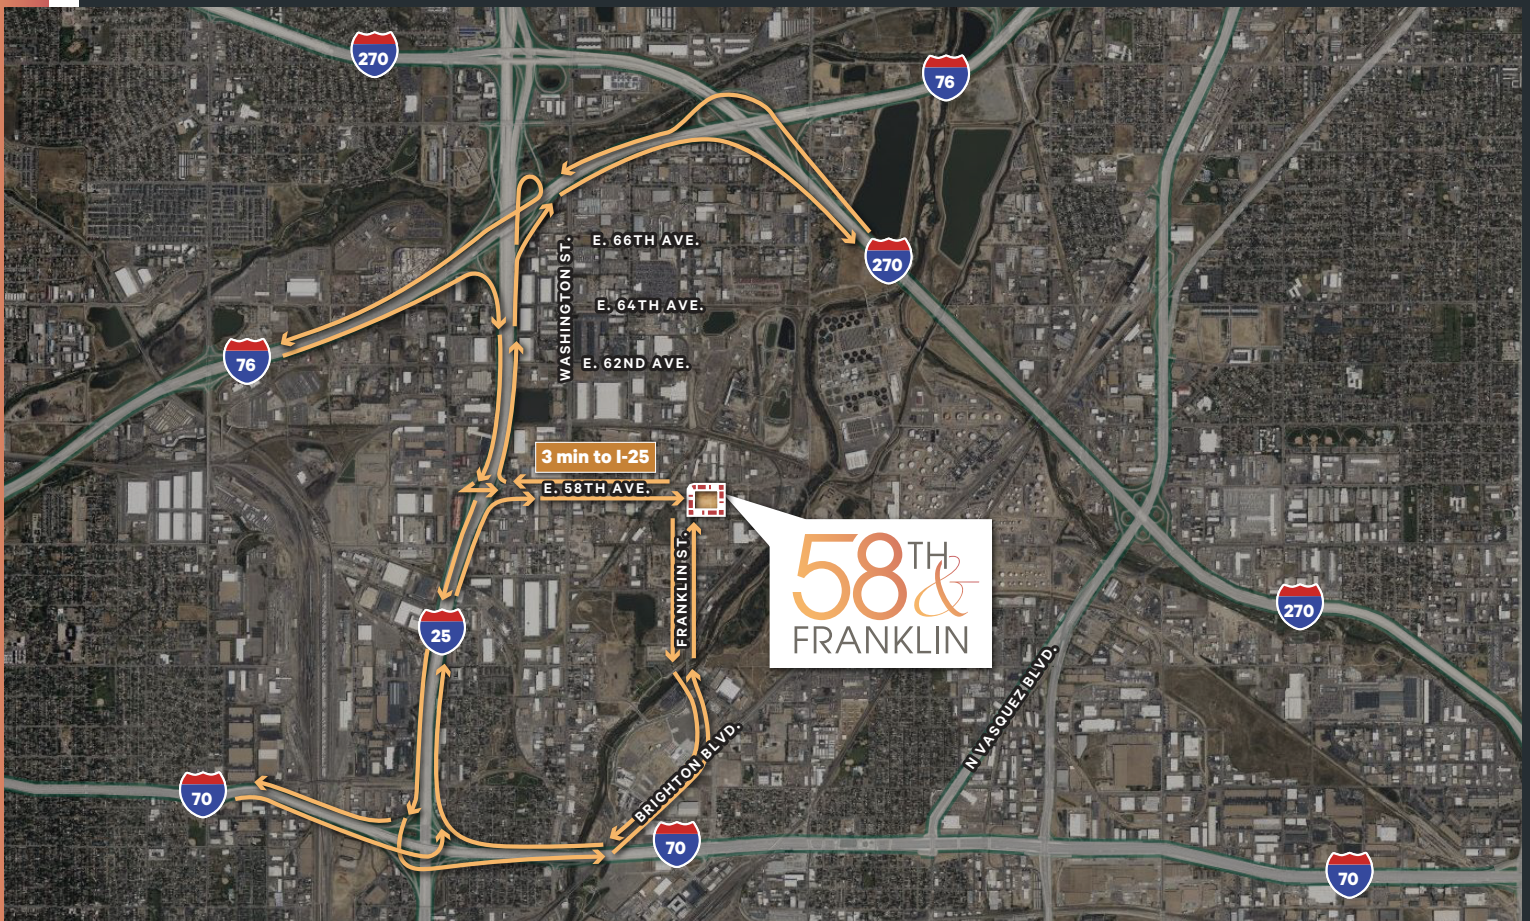 270
76
E. 66TH AVE.
WASHINGTON ST.
270
E. 64TH AVE.
76
E. 62ND AVE.
3 min to I-25
E. 58TH AVE.
58TH &
FRANKLIN
FRANKLIN ST.
25
270
N VASQUEZ BLVD.
BRIGHTON BLVD.
70
70
70